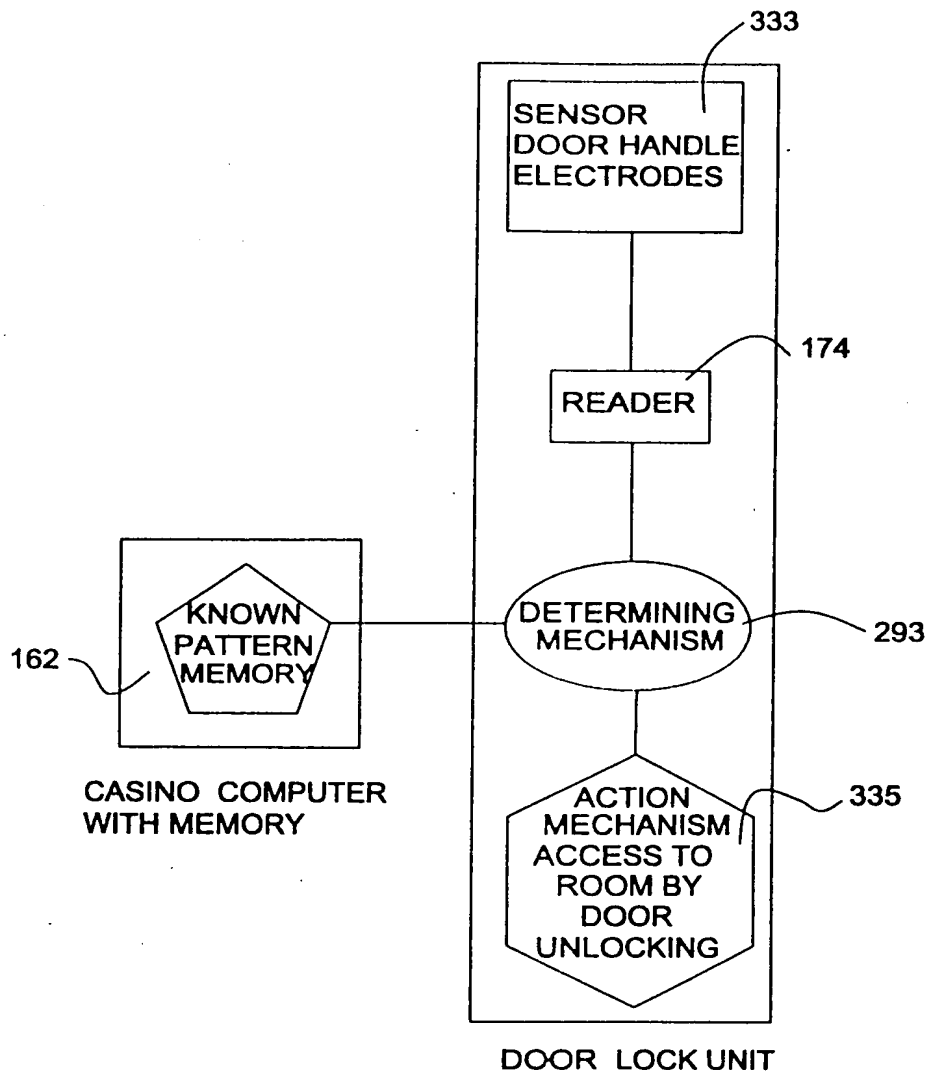 333
SENSOR
DOOR HANDLE
ELECTRODES
174
READER
KNOWN
PATTERN
MEMORY
162
DETERMINING
MECHANISM
293
CASINO COMPUTER
WITH MEMORY
ACTION
MECHANISM
ACCESS TO
ROOM BY
DOOR
UNLOCKING
335
DOOR LOCK UNIT